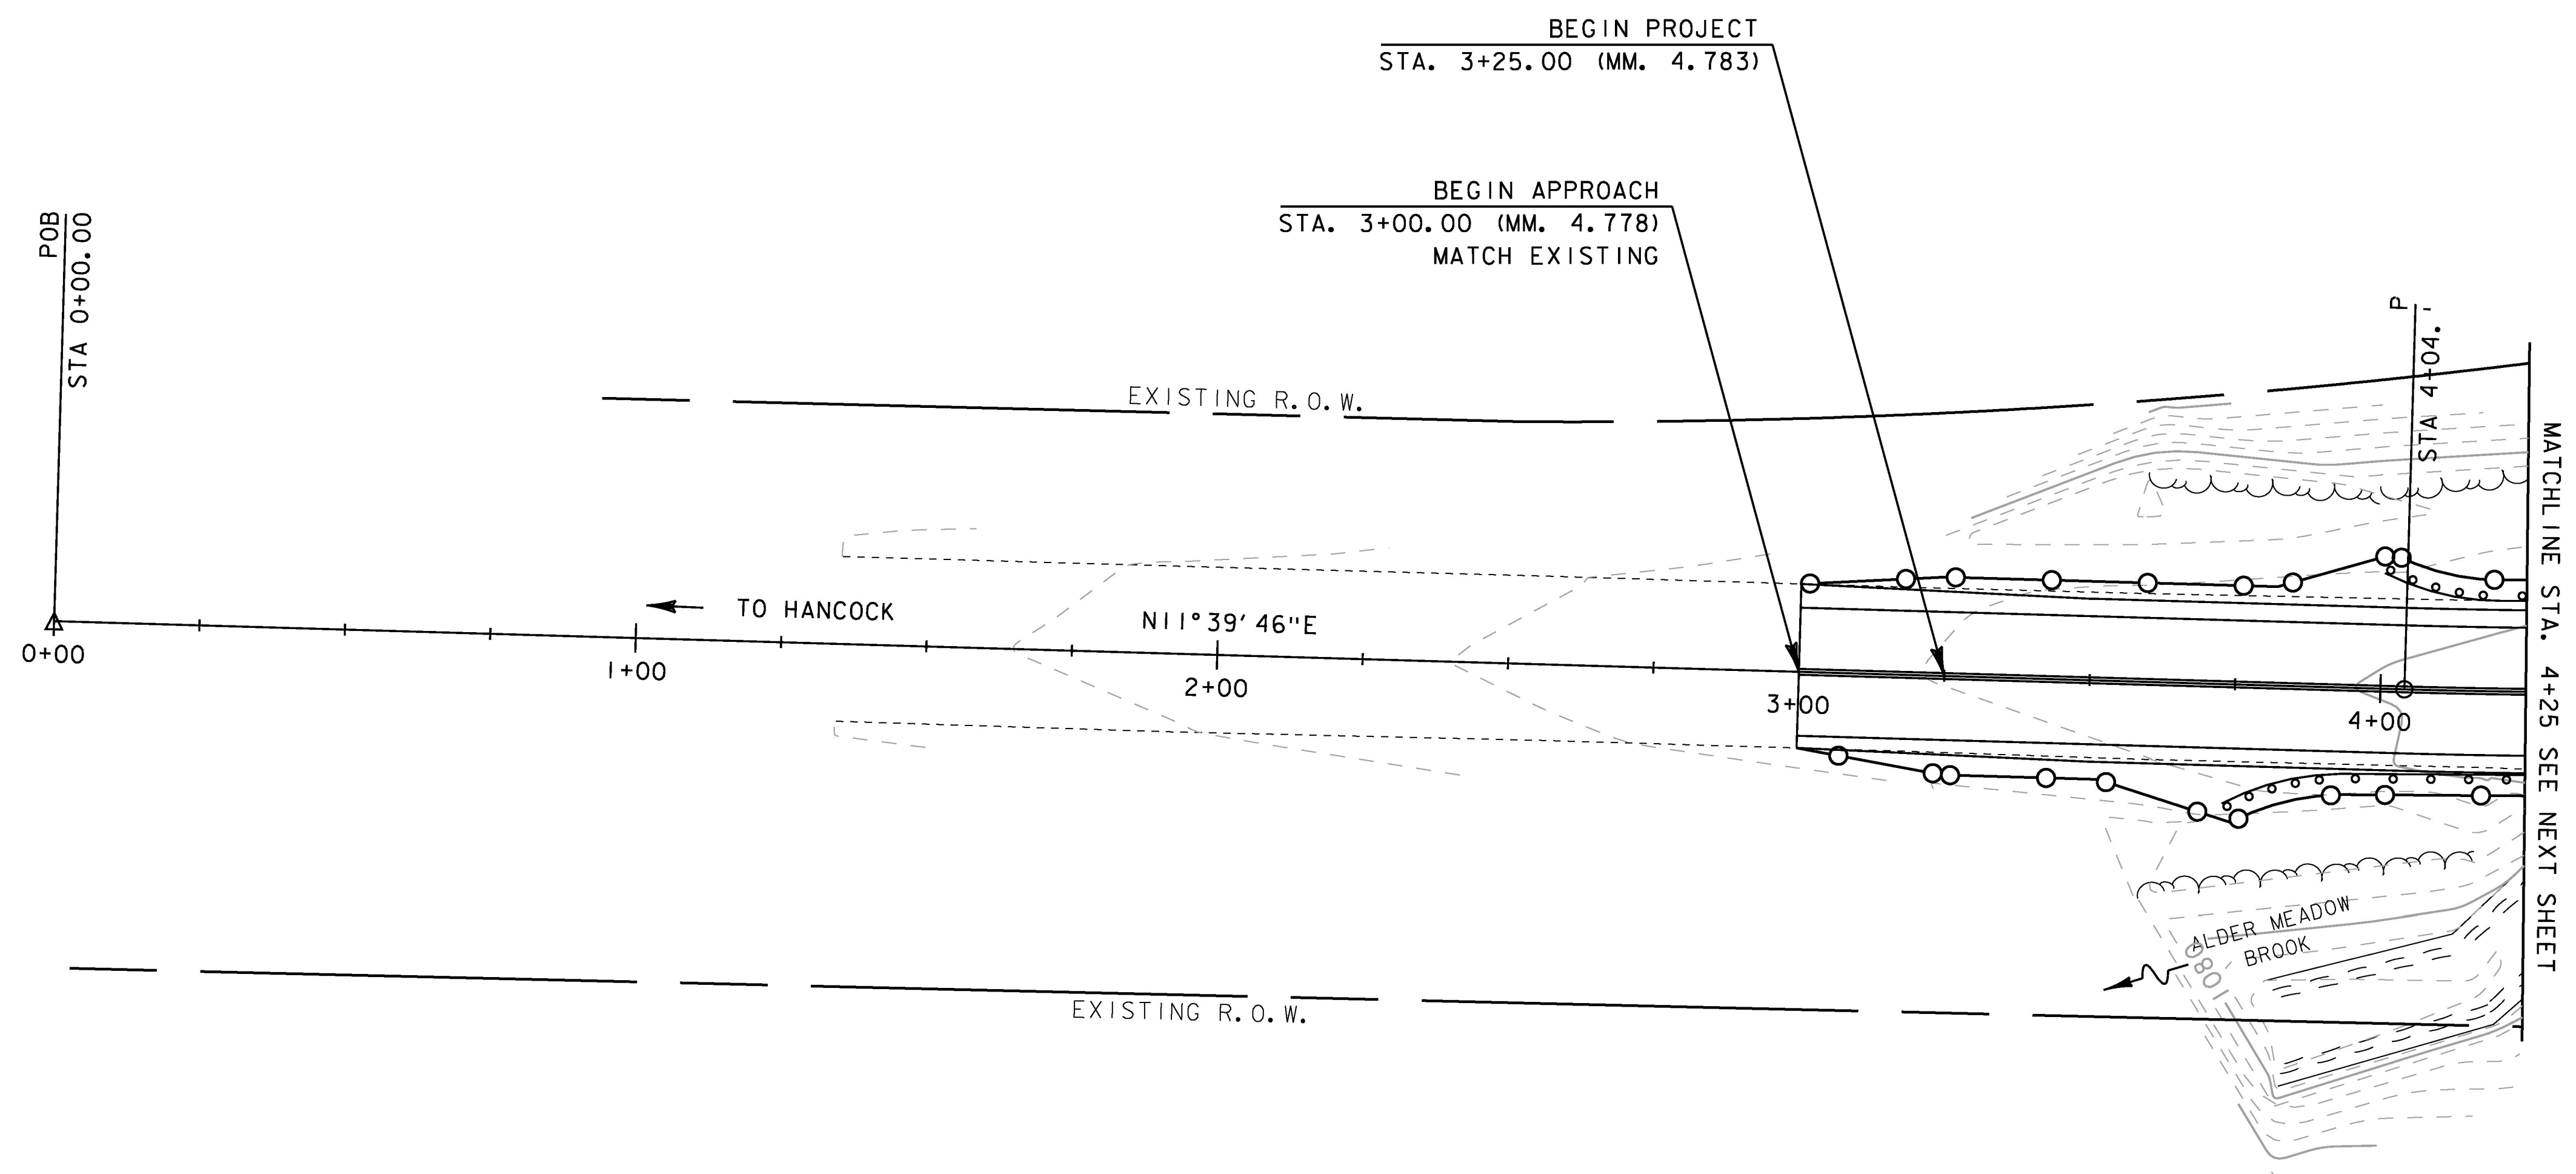 BEGIN PROJECT
STA. 3+25.00 (MM. 4.783)
BEGIN APPROACH
STA. 3+00.00 (MM. 4.778)
MATCH EXISTING
POB
STA 0+00.00
P
STA 4+04.
EXISTING R.O.W.
TO HANCOCK
N11°39'46"E
0+00
1+00
2+00
3+00
4+00
MATCHLINE STA. 4+25 SEE NEXT SHEET
ALDER MEADOW
BROOK
1080
EXISTING R.O.W.